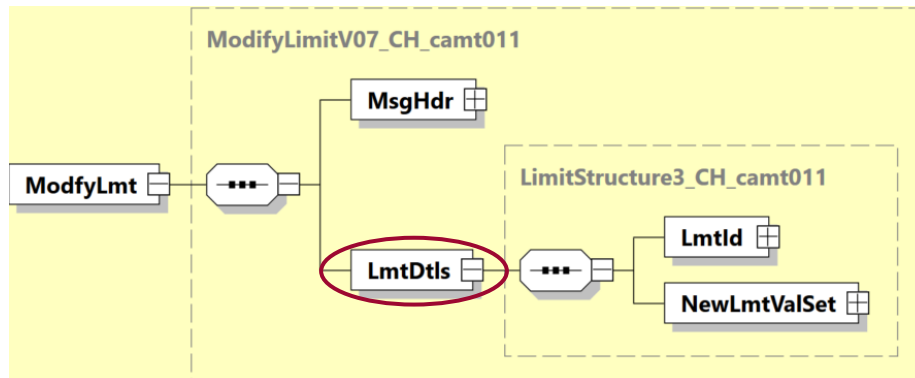 ModifyLimitV07_CH_camt011
MsgHdr
ModfyLmt
LimitStructure3_CH_camt011
LmtId
LmtDtls
NewLmtValSet